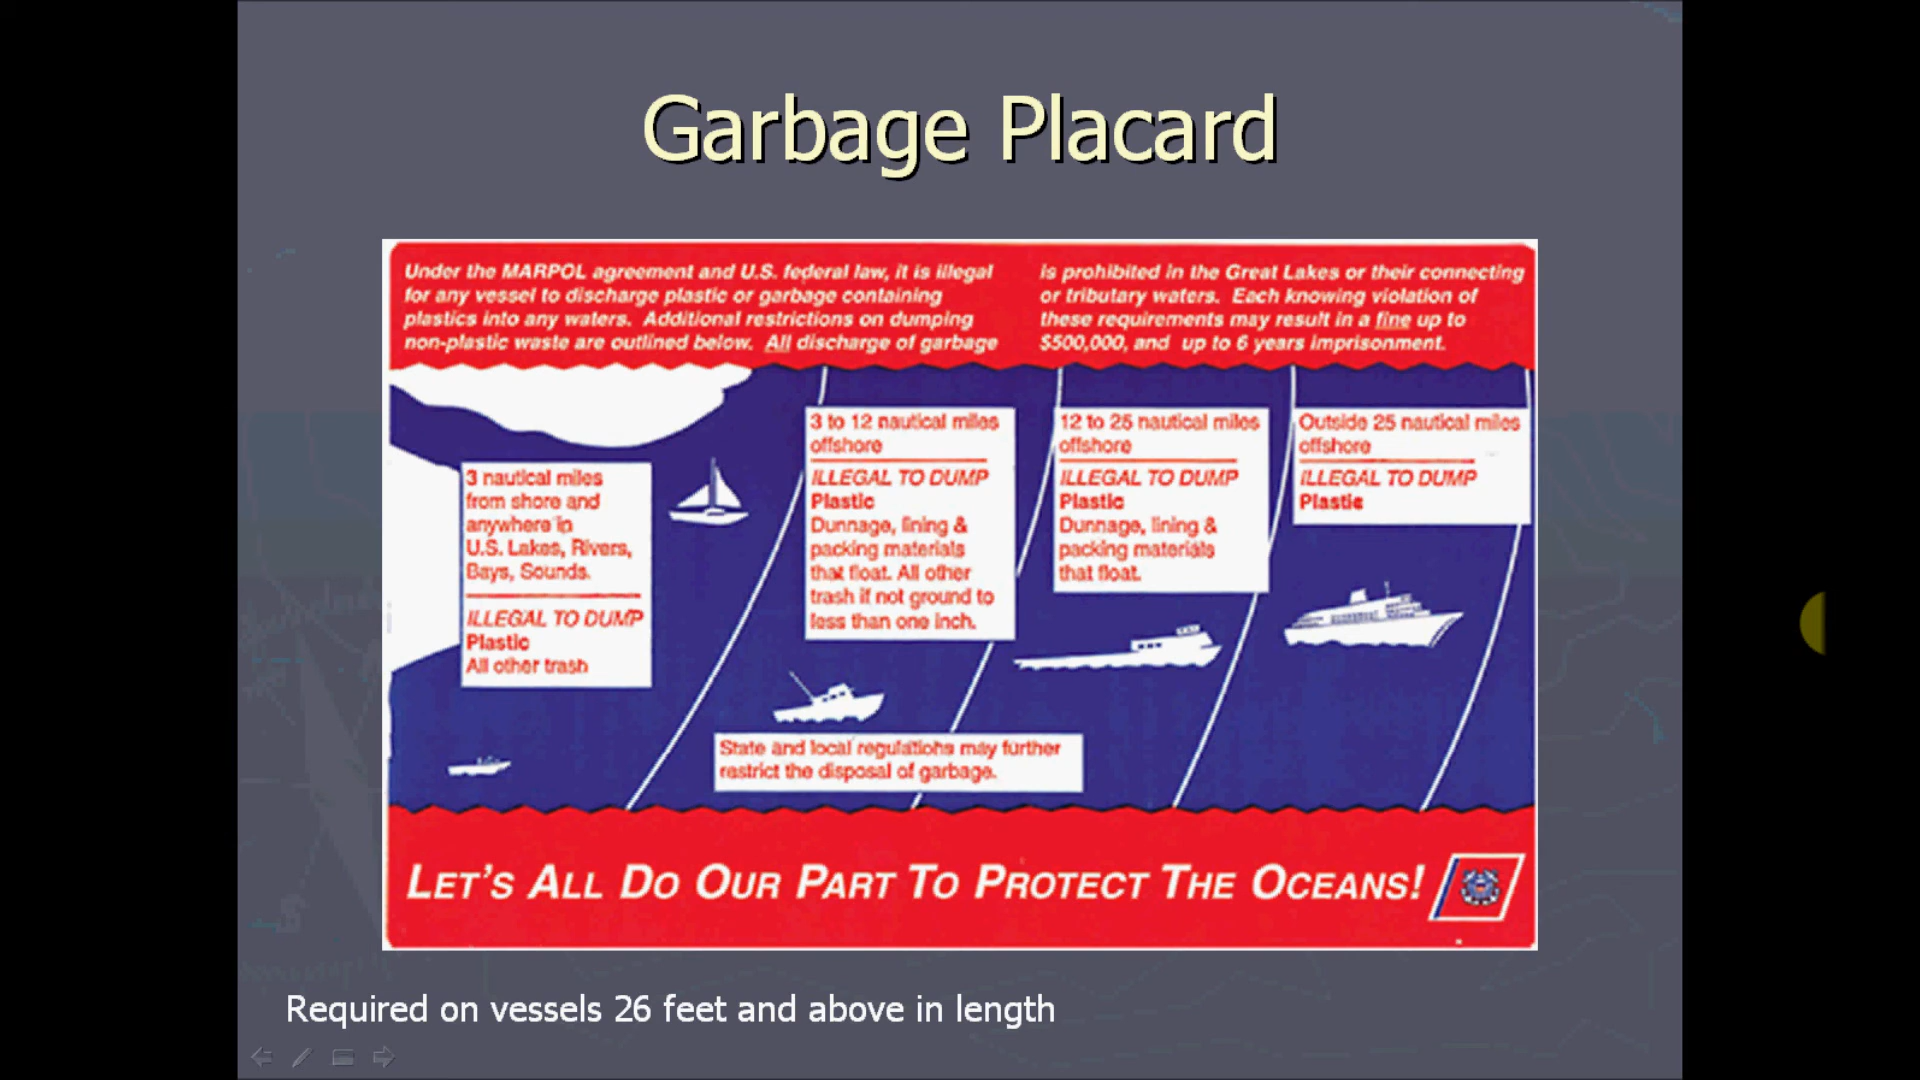 Garbage Placard
Under the MARPOL agreement and U.S. federal law, it is illegal
for any vessel to discharge plastic or garbage containing
plastics into any waters. Additional restrictions on dumping
non-plastic waste are outlined below. All discharge of garbage
is prohibited in the Great Lakes or their connecting
or tributary waters. Each knowing violation of
these requirements may result in a fine up to
$500,000, and up to 6 years imprisonment.
3 nautical miles
from shore and
anywhere in
U.S. Lakes, Rivers,
Bays, Sounds.
ILLEGAL TO DUMP
Plastic
All other trash
3 to 12 nautical miles
offshore
ILLEGAL TO DUMP
Plastic
Dunnage, lining &
packing materials
that float. All other
trash if not ground to
less than one inch.
12 to 25 nautical miles
offshore
ILLEGAL TO DUMP
Plastic
Dunnage, lining &
packing materials
that float.
Outside 25 nautical miles
offshore
ILLEGAL TO DUMP
Plastic
State and local regulations may further
restrict the disposal of garbage.
LET'S ALL DO OUR PART TO PROTECT THE OCEANS!
Required on vessels 26 feet and above in length